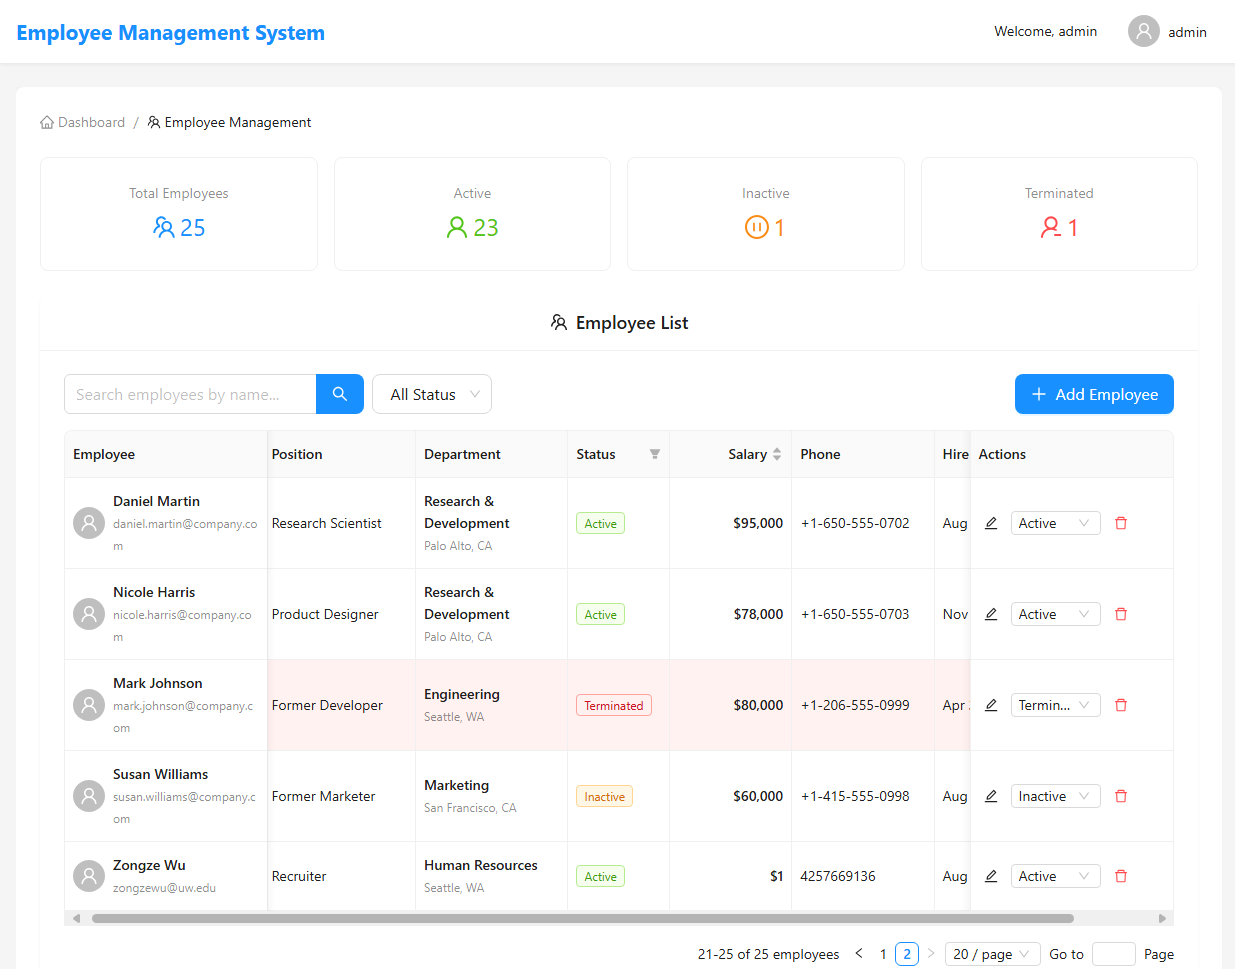 Employee Management System
Welcome, admin
admin
Dashboard / Employee Management
Total Employees
25
Active
23
Inactive
1
Terminated
1
Employee List
Search employees by name...
All Status
+ Add Employee
Employee Position Department Status Salary Phone Hire Actions
Daniel Martin
daniel.martin@company.co
m
Research Scientist
Research &
Development
Palo Alto, CA
Active
$95,000
+1-650-555-0702
Aug
Active
Nicole Harris
nicole.harris@company.co
m
Product Designer
Research &
Development
Palo Alto, CA
Active
$78,000
+1-650-555-0703
Nov
Active
Mark Johnson
mark.johnson@company.c
om
Former Developer
Engineering
Seattle, WA
Terminated
$80,000
+1-206-555-0999
Apr
Termin...
Susan Williams
susan.williams@company.c
om
Former Marketer
Marketing
San Francisco, CA
Inactive
$60,000
+1-415-555-0998
Aug
Inactive
Zongze Wu
zongzewu@uw.edu
Recruiter
Human Resources
Seattle, WA
Active
$1
4257669136
Aug
Active
21-25 of 25 employees < 1 2 > 20 / page Go to Page